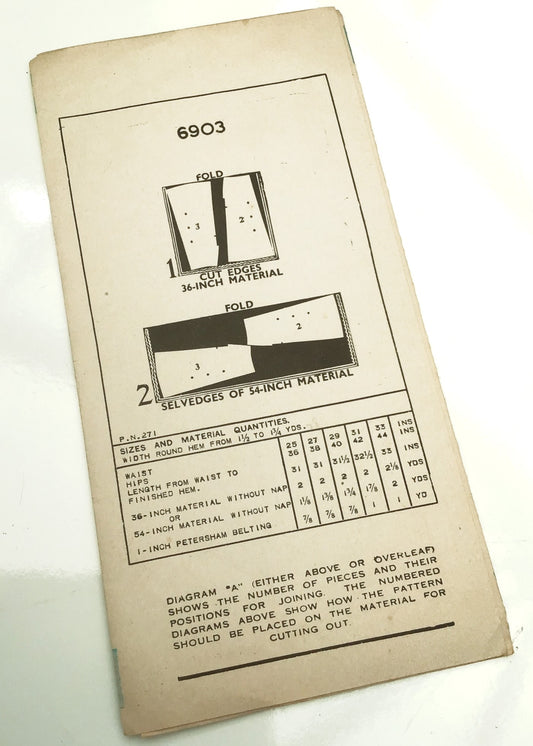 6903
FOLD
3
2
1
CUT EDGES
36-INCH MATERIAL
FOLD
2
3
2
SELVEDGES OF 54-INCH MATERIAL
P.N.271
SIZES AND MATERIAL QUANTITIES.
WIDTH ROUND HEM FROM 1½ TO 1¾ YDS.
WAIST 25 27 29 31 33 INS
HIPS 36 38 40 42 44 INS
LENGTH FROM WAIST TO
FINISHED HEM. 31 31 31½ 32½ 33 INS
36-INCH MATERIAL WITHOUT NAP 2 2 2 2 2⅛ YDS
OR
54-INCH MATERIAL WITHOUT NAP 1¾ 1⅞ 2 YDS
1-INCH PETERSHAM BELTING ⅞ ⅞ ⅞ 1 1 YD
DIAGRAM "A" (EITHER ABOVE OR OVERLEAF)
SHOWS THE NUMBER OF PIECES AND THEIR
POSITIONS FOR JOINING. THE NUMBERED
DIAGRAMS ABOVE SHOW HOW THE PATTERN
SHOULD BE PLACED ON THE MATERIAL FOR
CUTTING OUT.